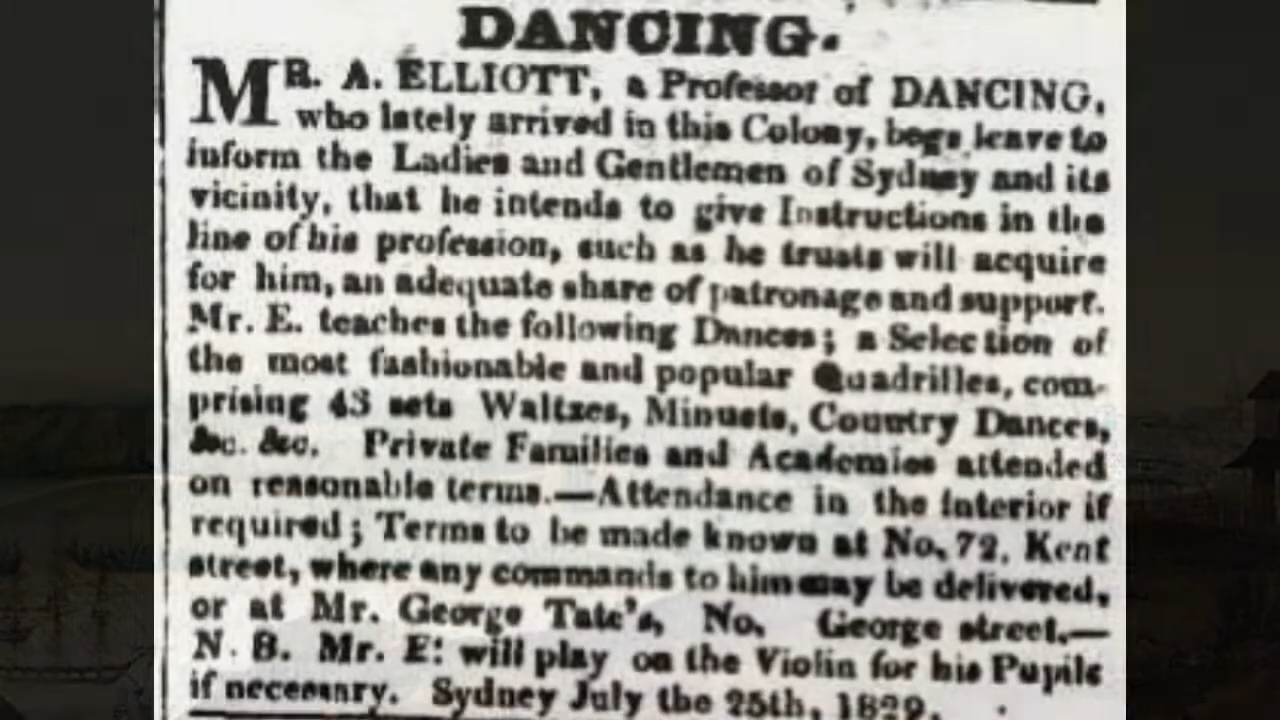 DANCING.
MR. A. ELLIOTT, a Professor of DANCING,
who lately arrived in this Colony, begs leave to
inform the Ladies and Gentlemen of Sydney and its
vicinity, that he intends to give Instructions in the
line of his profession, such as he trusts will acquire
for him, an adequate share of patronage and support.
Mr. E. teaches the following Dances; a Selection of
the most fashionable and popular Quadrilles, com-
prising 43 sets Waltzes, Minuets, Country Dances,
&c. &c. Private Families and Academies attended
on reasonable terms.—Attendance in the interior if
required; Terms to be made known at No. 72, Kent
street, where any commands to him may be delivered,
or at Mr. George Tate's, No. George street.—
N. B. Mr. E: will play on the Violin for his Pupils
if necessary. Sydney July the 25th, 1829.